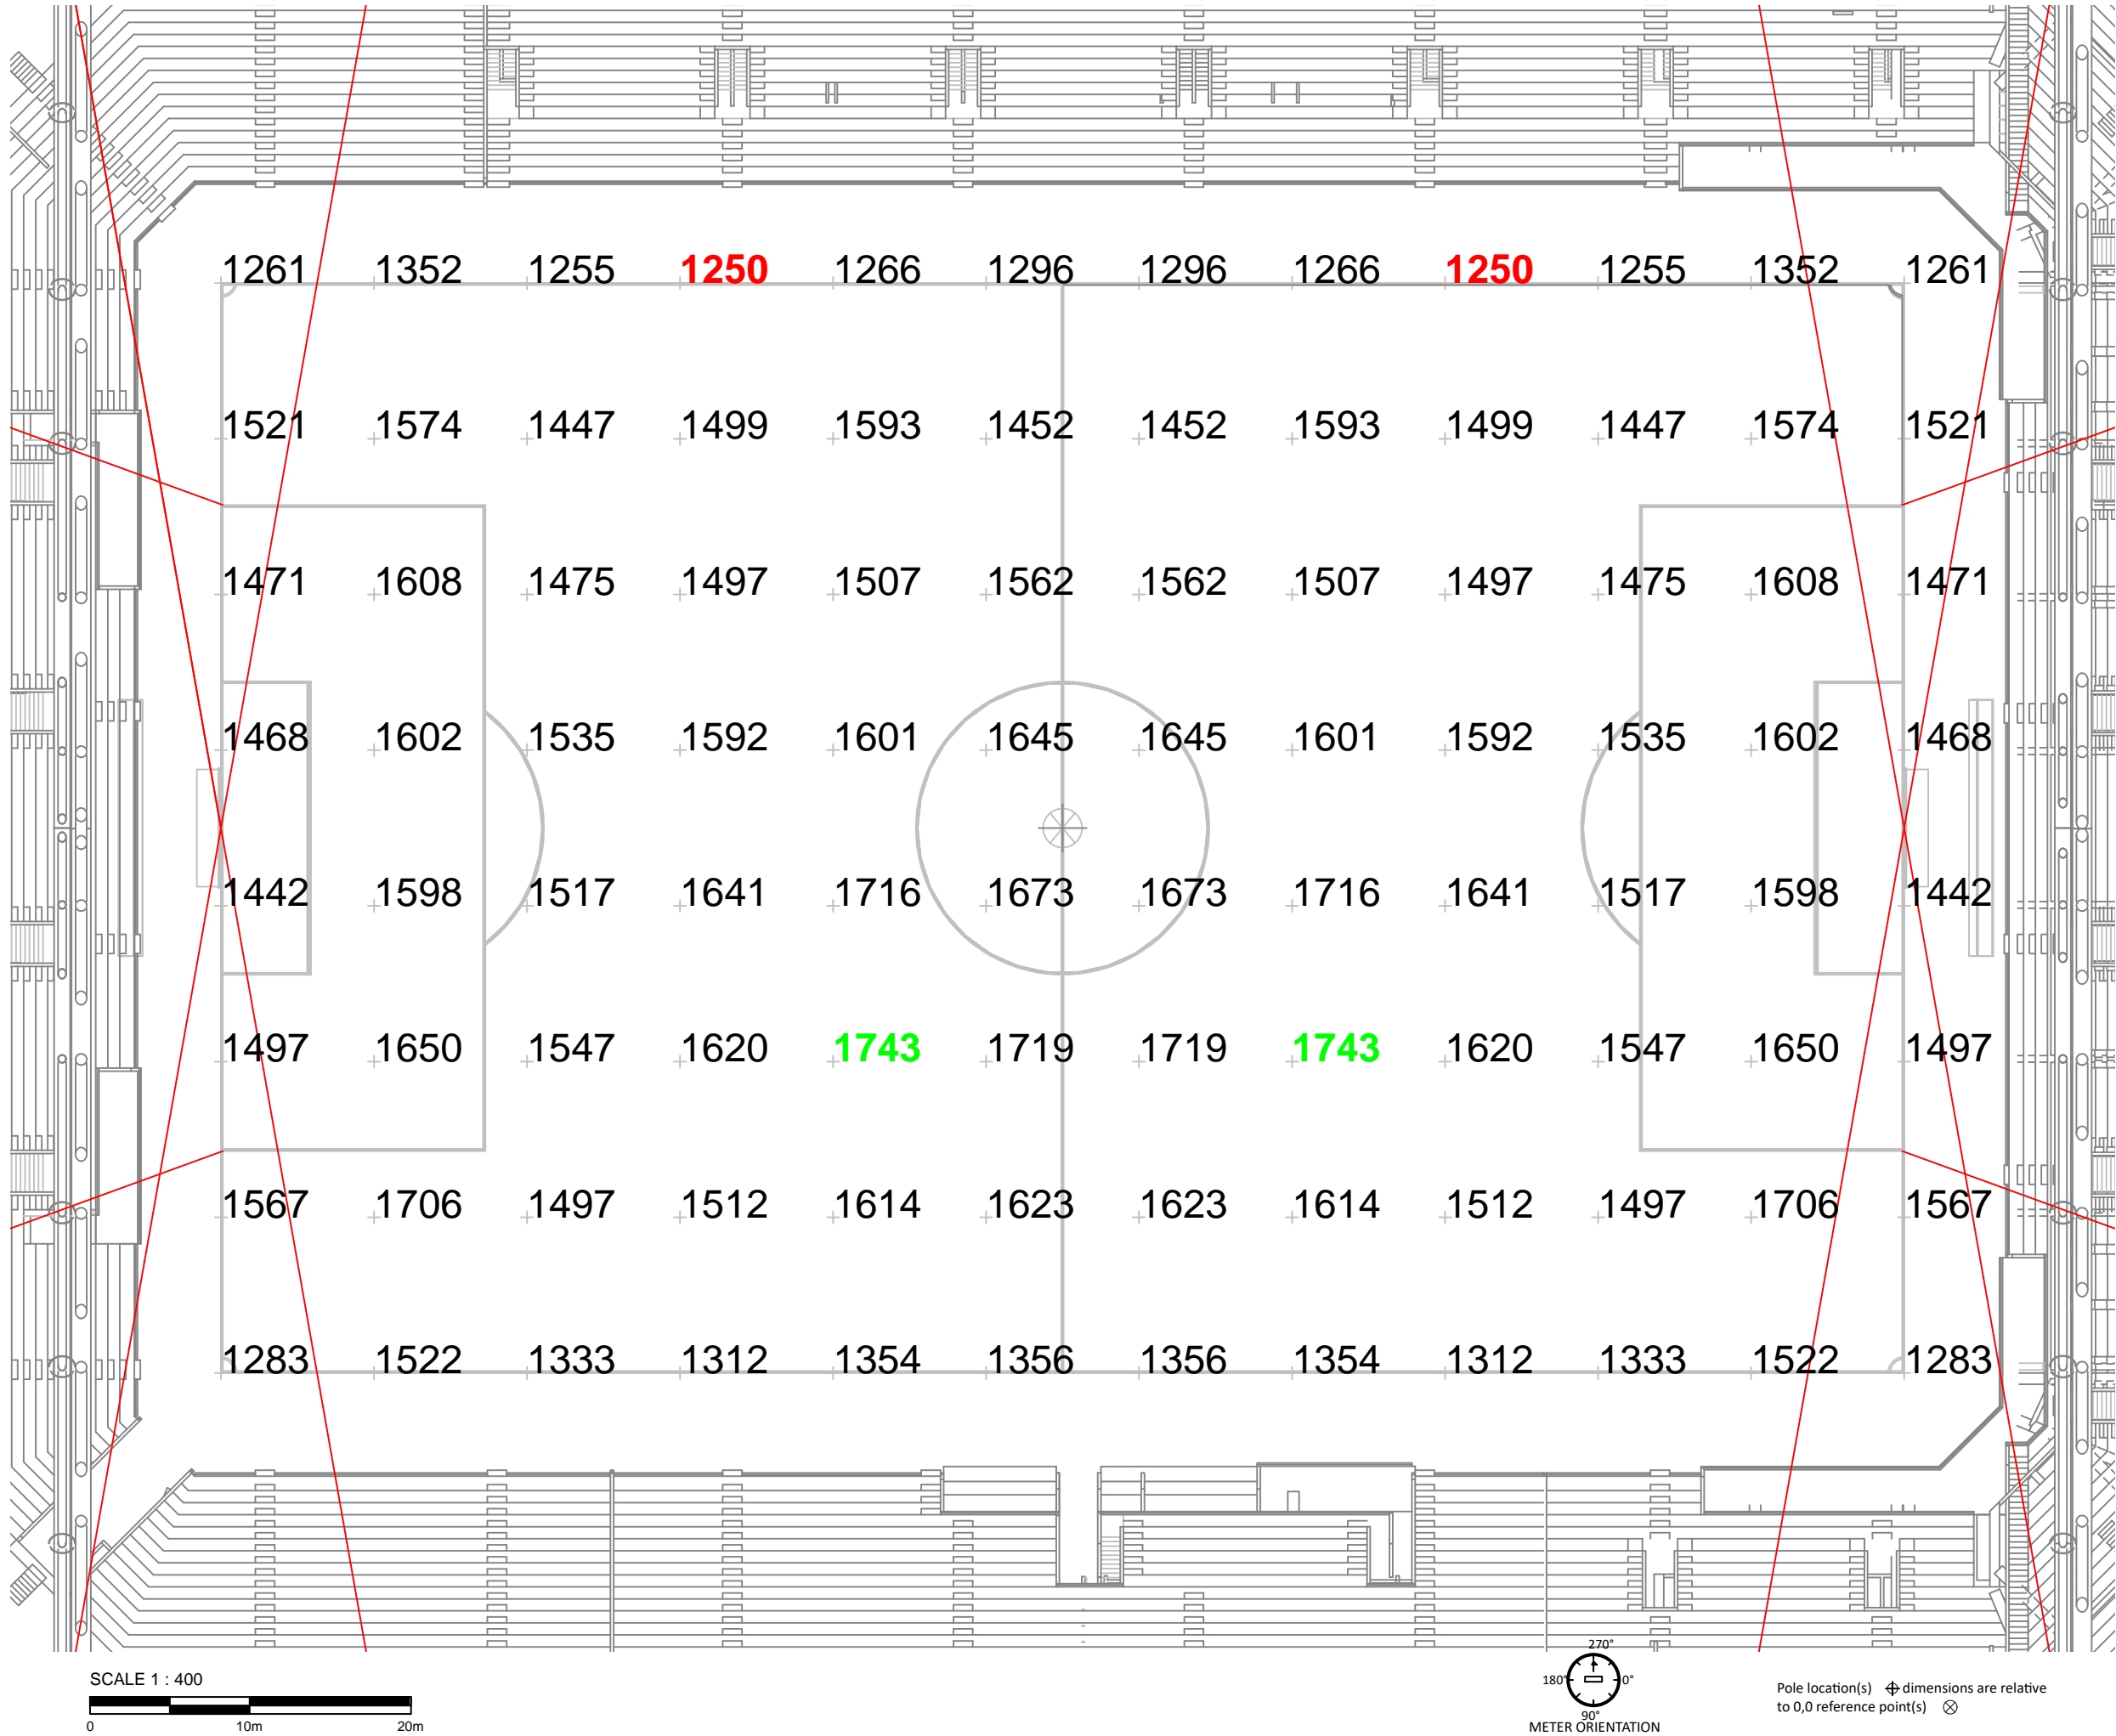 1261 1352 1255 1250 1266 1296 1296 1266 1250 1255 1352 1261
1521 1574 1447 1499 1593 1452 1452 1593 1499 1447 1574 1521
1471 1608 1475 1497 1507 1562 1562 1507 1497 1475 1608 1471
1468 1602 1535 1592 1601 1645 1645 1601 1592 1535 1602 1468
1442 1598 1517 1641 1716 1673 1673 1716 1641 1517 1598 1442
1497 1650 1547 1620 1743 1719 1719 1743 1620 1547 1650 1497
1567 1706 1497 1512 1614 1623 1623 1614 1512 1497 1706 1567
1283 1522 1333 1312 1354 1356 1356 1354 1312 1333 1522 1283
SCALE 1 : 400
0 10m 20m
270°
180° 0°
90°
METER ORIENTATION
Pole location(s) dimensions are relative
to 0,0 reference point(s)